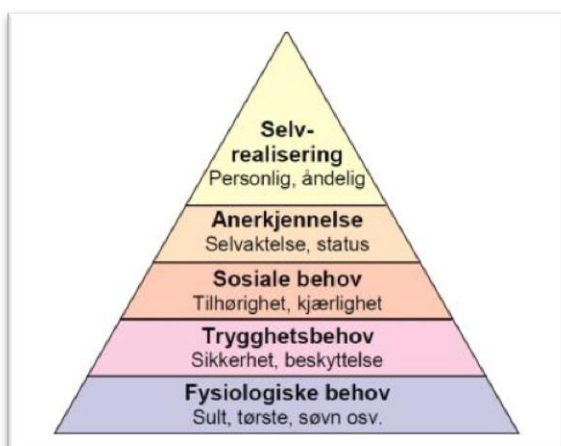 Selv-
realisering
Personlig, åndelig
Anerkjennelse
Selvaktelse, status
Sosiale behov
Tilhørighet, kjærlighet
Trygghetsbehov
Sikkerhet, beskyttelse
Fysiologiske behov
Sult, tørste, søvn osv.